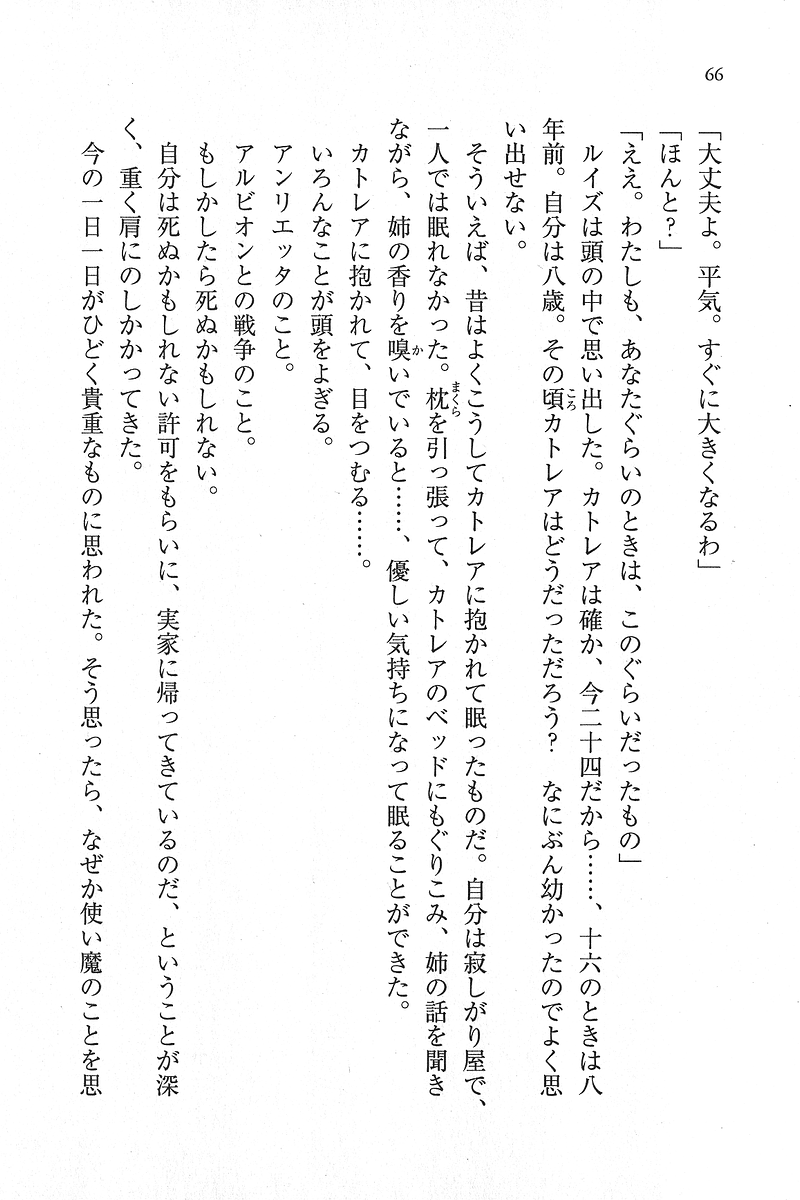 66
「大丈夫よ。平気。すぐに大きくなるわ」
「ほんと？」
「ええ。わたしも、あなたぐらいのときは、このぐらいだったもの」
　ルイズは頭の中で思い出した。カトレアは確か、今二十四だから……、十六のときは八
年前。自分は八歳。その頃カトレアはどうだっただろう？　なにぶん幼かったのでよく思
い出せない。
　そういえば、昔はよくこうしてカトレアに抱かれて眠ったものだ。自分は寂しがり屋で、
一人では眠れなかった。枕を引っ張って、カトレアのベッドにもぐりこみ、姉の話を聞き
ながら、姉の香りを嗅いでいると……、優しい気持ちになって眠ることができた。
　カトレアに抱かれて、目をつむる……。
　いろんなことが頭をよぎる。
　アンリエッタのこと。
　アルビオンとの戦争のこと。
　もしかしたら死ぬかもしれない。
　自分は死ぬかもしれない許可をもらいに、実家に帰ってきているのだ、ということが深
く、重く肩にのしかかってきた。
　今の一日一日がひどく貴重なものに思われた。そう思ったら、なぜか使い魔のことを思